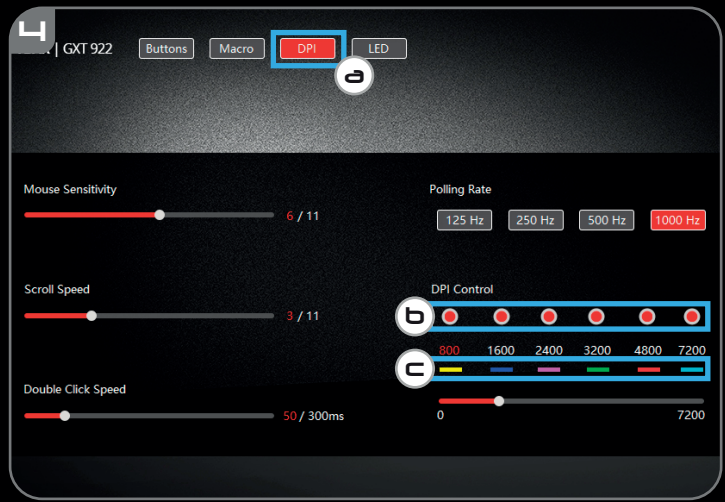 4
| GXT 922
Buttons Macro DPI LED
a
Mouse Sensitivity
6 / 11
Polling Rate
125 Hz 250 Hz 500 Hz 1000 Hz
Scroll Speed
3 / 11
DPI Control
b
800 1600 2400 3200 4800 7200
c
0 7200
Double Click Speed
50 / 300ms